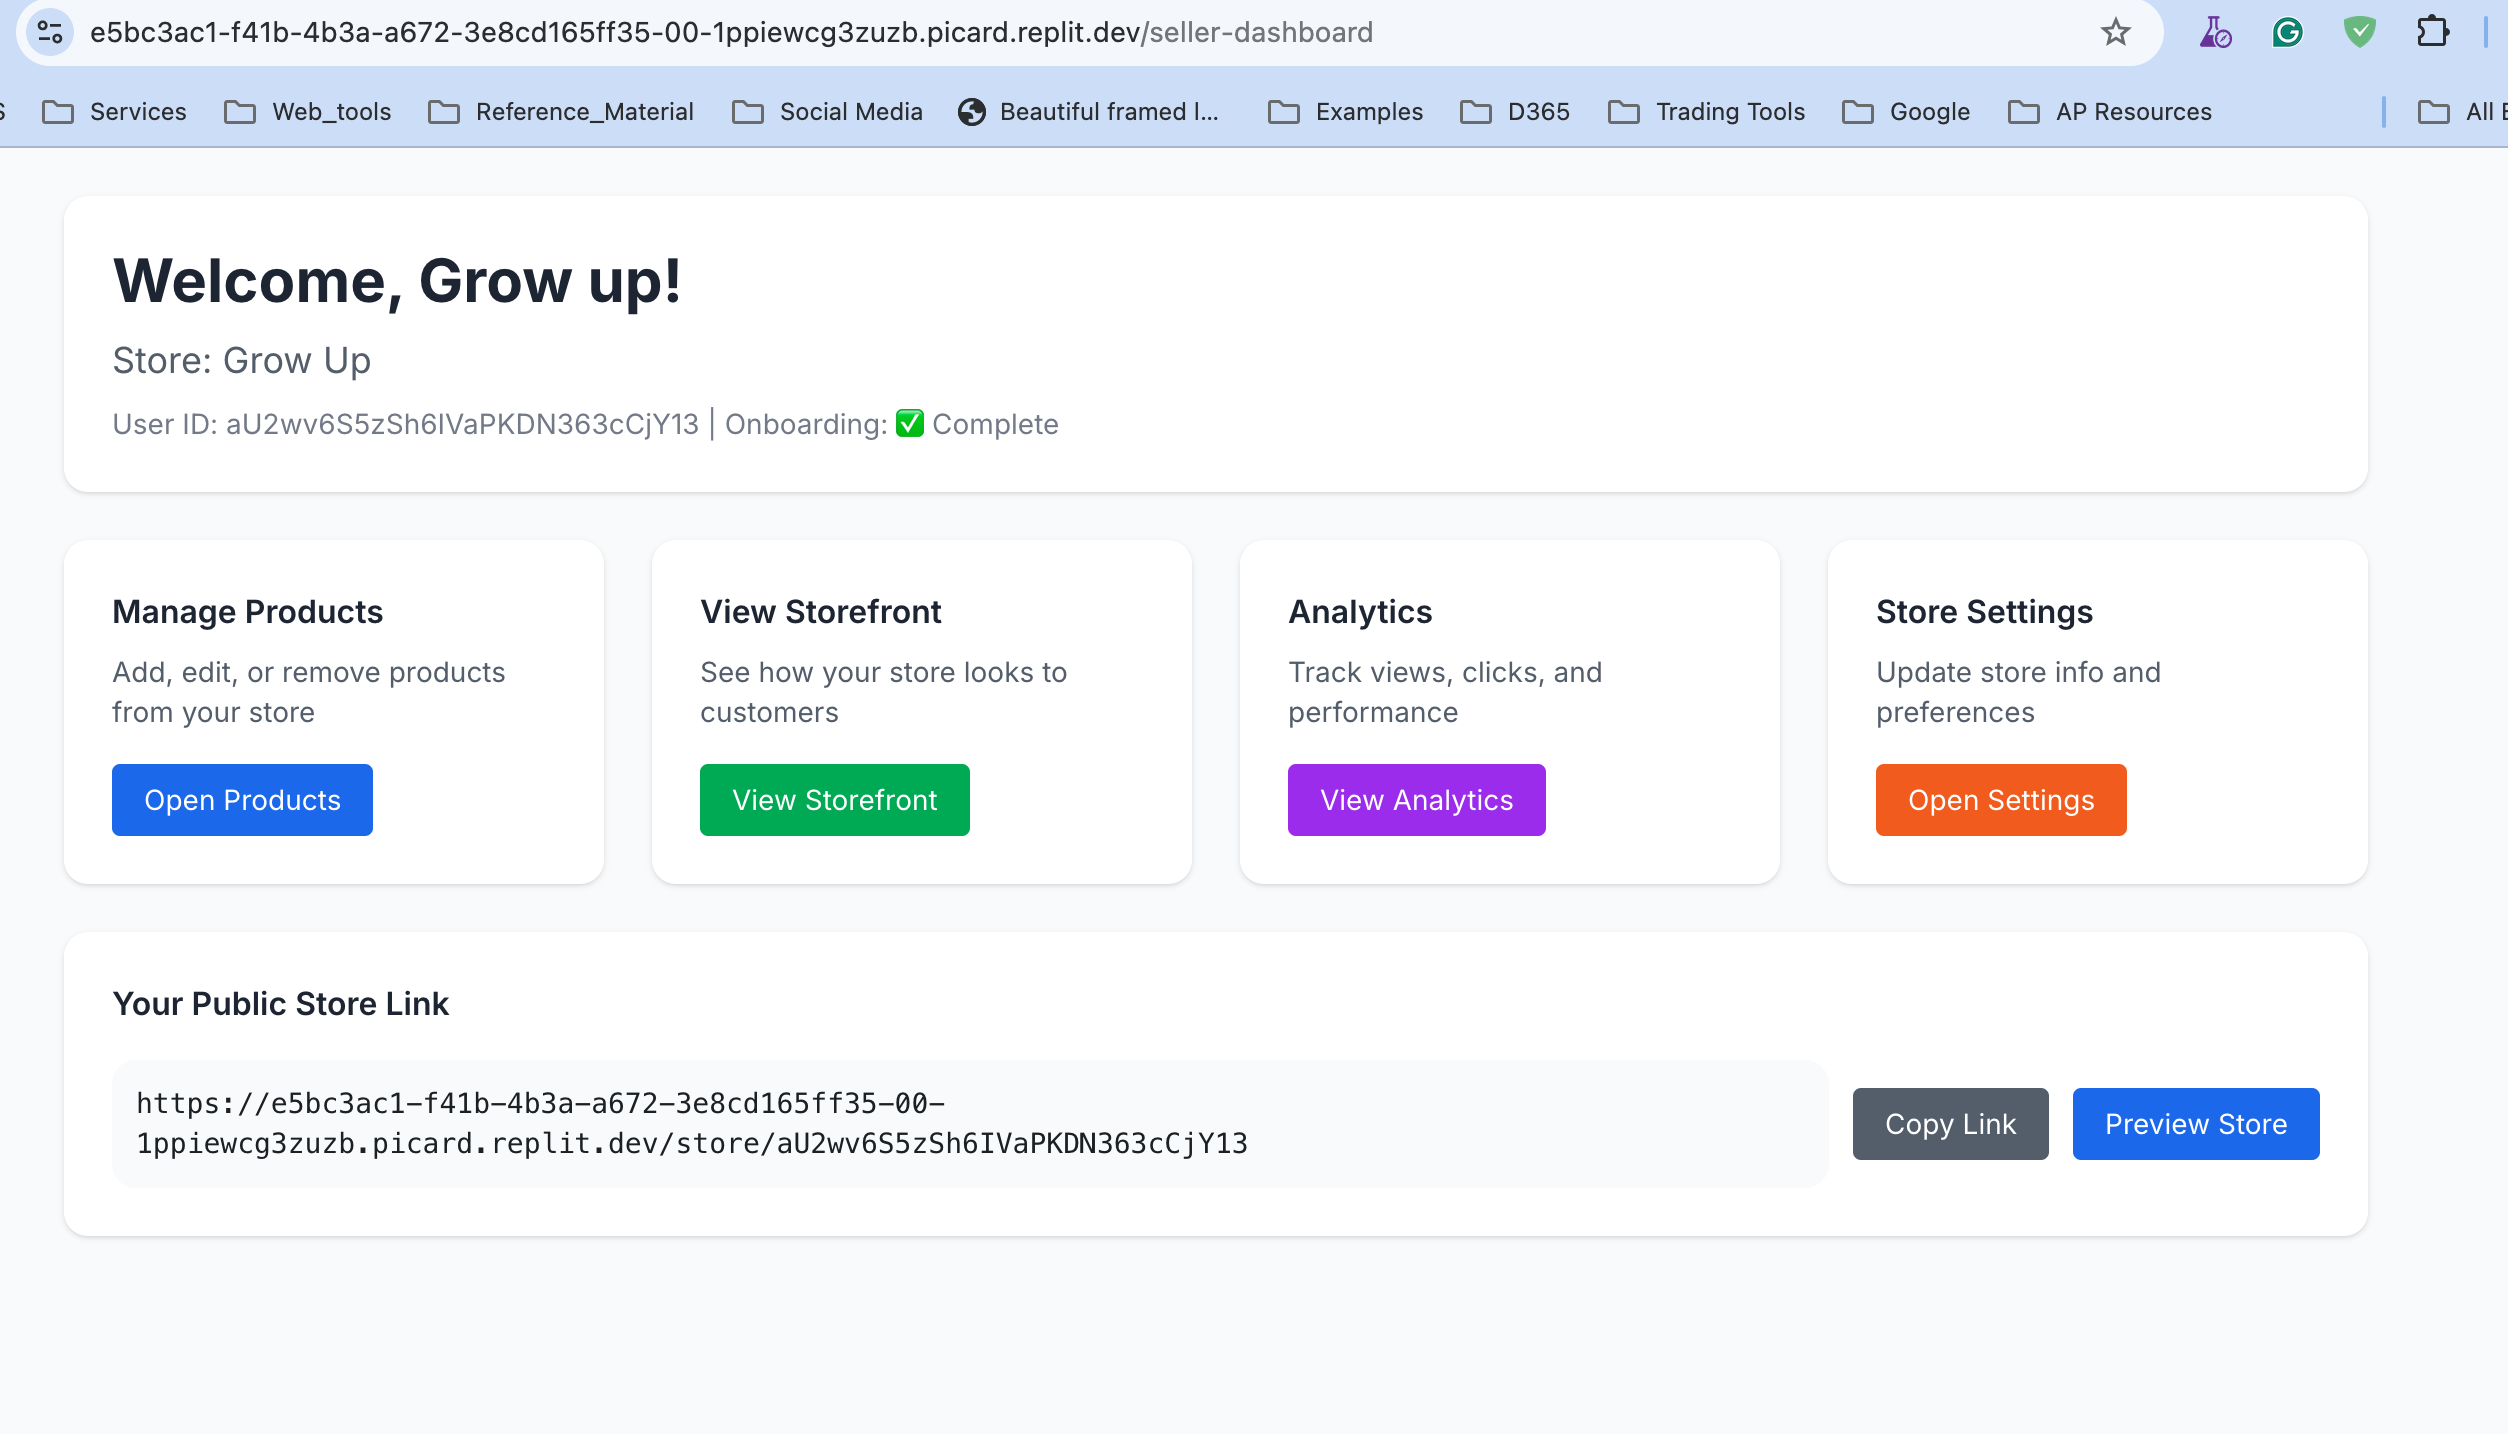 e5bc3ac1-f41b-4b3a-a672-3e8cd165ff35-00-1ppiewcg3zuzb.picard.replit.dev/seller-dashboard
Services Web_tools Reference_Material Social Media Beautiful framed l... Examples D365 Trading Tools Google AP Resources All
Welcome, Grow up!
Store: Grow Up
User ID: aU2wv6S5zSh6IVaPKDN363cCjY13 | Onboarding: ✅ Complete
Manage Products
Add, edit, or remove products
from your store
Open Products
View Storefront
See how your store looks to
customers
View Storefront
Analytics
Track views, clicks, and
performance
View Analytics
Store Settings
Update store info and
preferences
Open Settings
Your Public Store Link
https://e5bc3ac1-f41b-4b3a-a672-3e8cd165ff35-00-
1ppiewcg3zuzb.picard.replit.dev/store/aU2wv6S5zSh6IVaPKDN363cCjY13
Copy Link
Preview Store